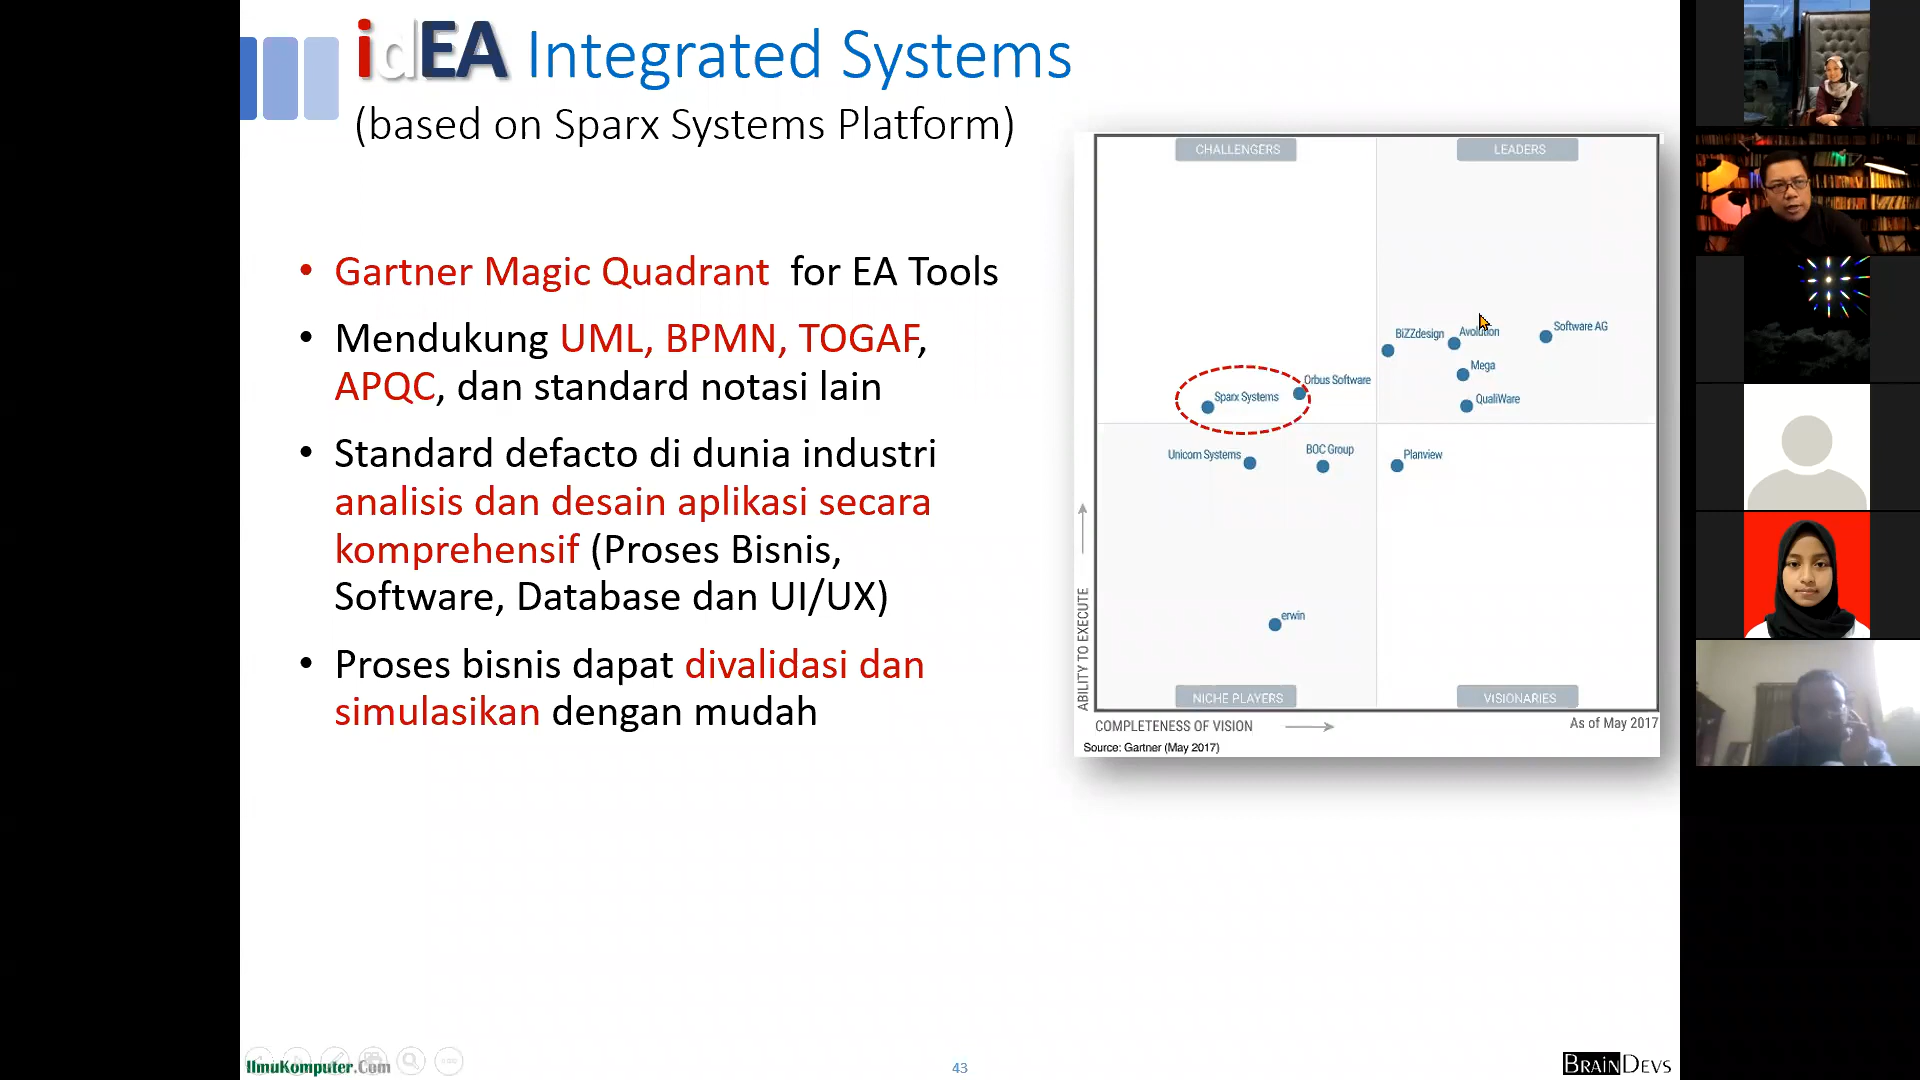 idEA Integrated Systems
(based on Sparx Systems Platform)
• Gartner Magic Quadrant for EA Tools
• Mendukung UML, BPMN, TOGAF,
APQC, dan standard notasi lain
• Standard defacto di dunia industri
analisis dan desain aplikasi secara
komprehensif (Proses Bisnis,
Software, Database dan UI/UX)
• Proses bisnis dapat divalidasi dan
simulasikan dengan mudah
CHALLENGERS
LEADERS
Software AG
BiZZdesign
Avolution
Mega
Orbus Software
Sparx Systems
QualiWare
Unicorn Systems
BOC Group
Planview
erwin
NICHE PLAYERS
VISIONARIES
ABILITY TO EXECUTE
COMPLETENESS OF VISION
As of May 2017
Source: Gartner (May 2017)
IlmuKomputer.Com
43
BRAINDEVS